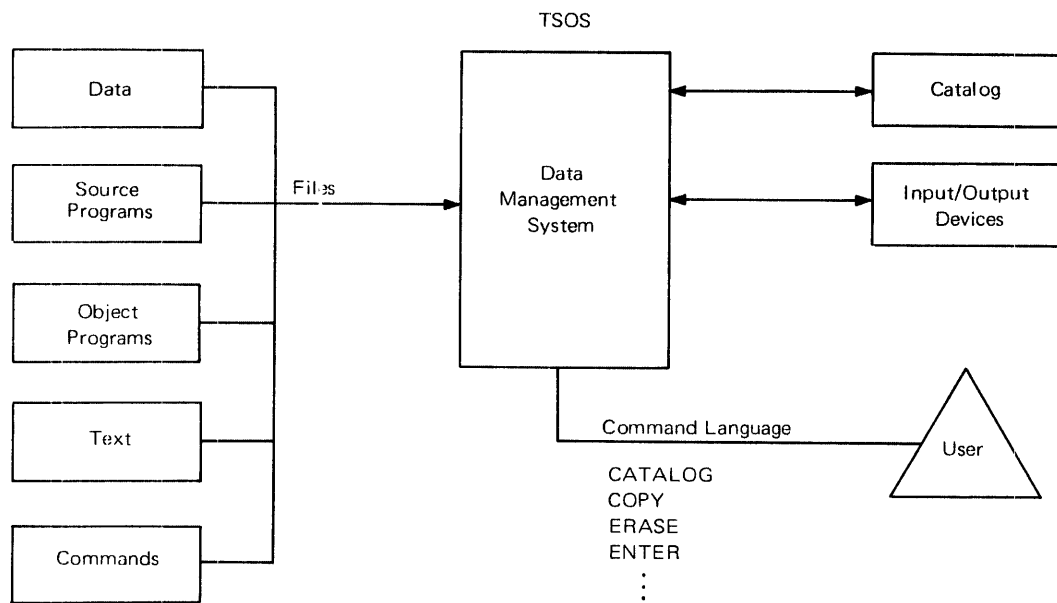 TSOS
Data
Source
Programs
Object
Programs
Text
Commands
Files
Data
Management
System
Catalog
Input/Output
Devices
Command Language
User
CATALOG
COPY
ERASE
ENTER